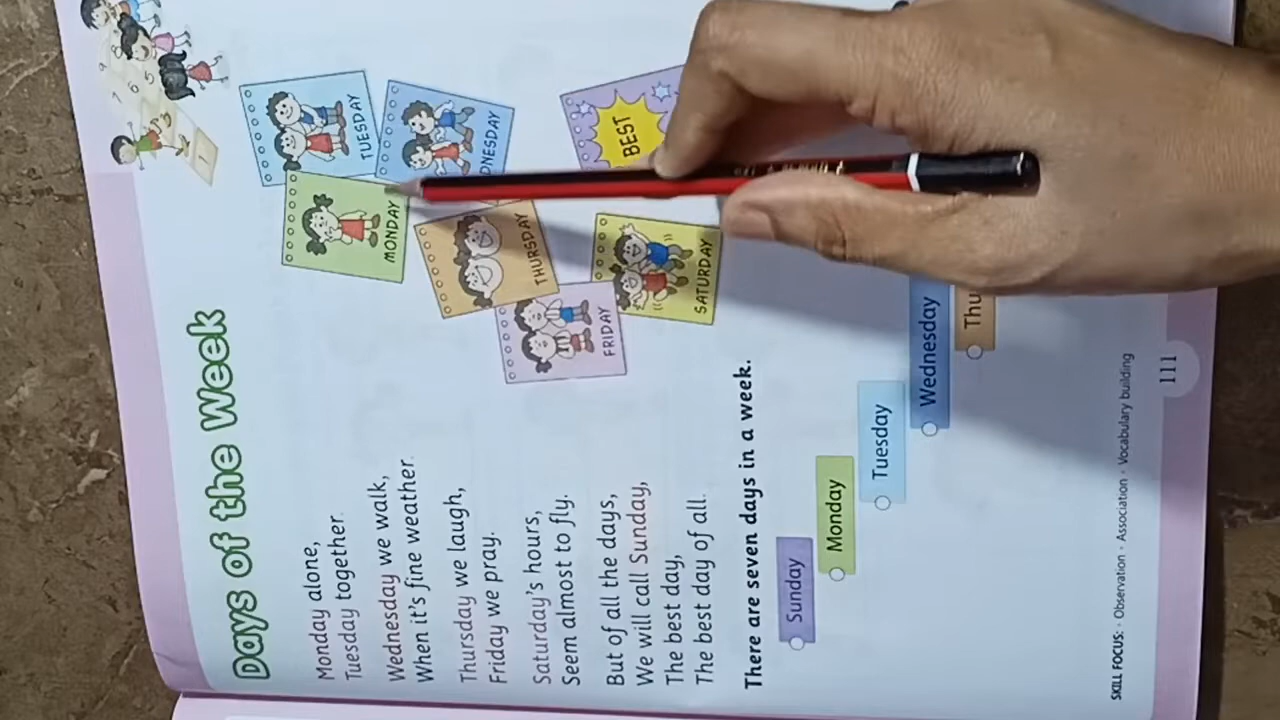 Days of the Week
Monday alone,
Tuesday together.
Wednesday we walk,
When it's fine weather.
Thursday we laugh,
Friday we pray.
Saturday's hours,
Seem almost to fly.
But of all the days,
We will call Sunday,
The best day,
The best day of all.
TUESDAY
MONDAY
THURSDAY
FRIDAY
SATURDAY
BEST
There are seven days in a week.
Sunday
Monday
Tuesday
Wednesday
SKILL FOCUS: • Observation • Association • Vocabulary building
111